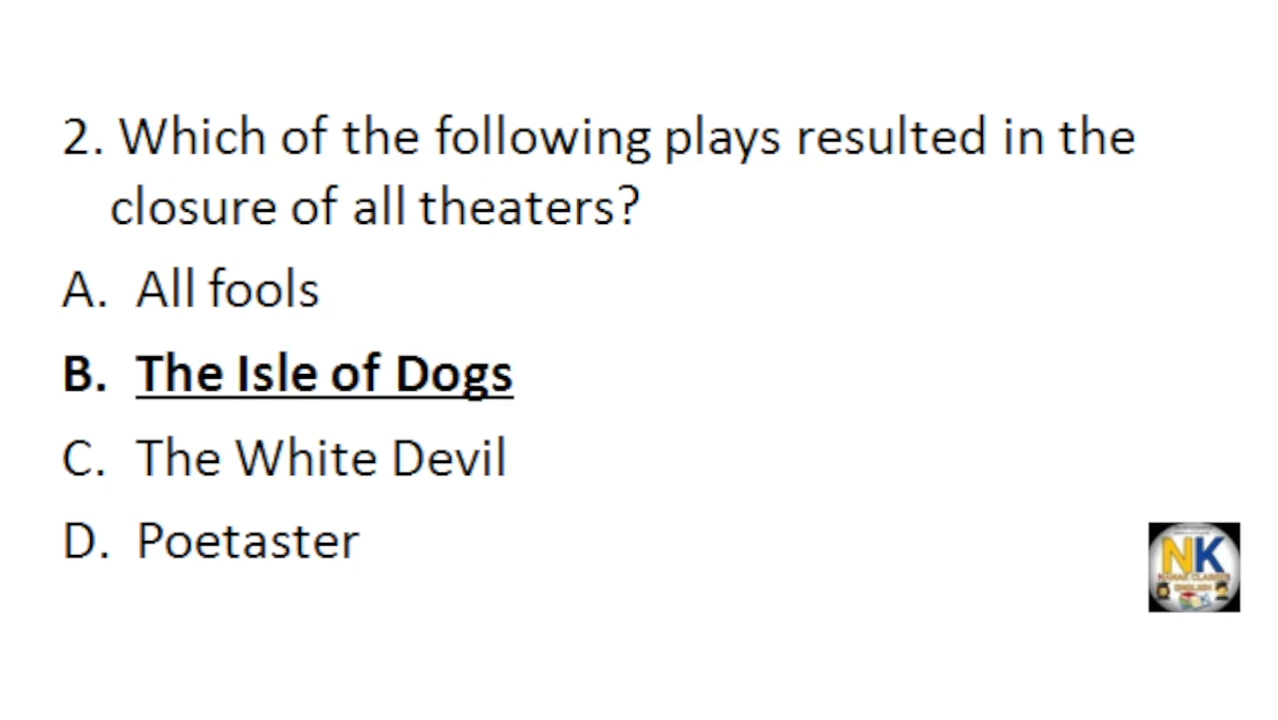 2. Which of the following plays resulted in the
closure of all theaters?
A. All fools
B. The Isle of Dogs
C. The White Devil
D. Poetaster
NK